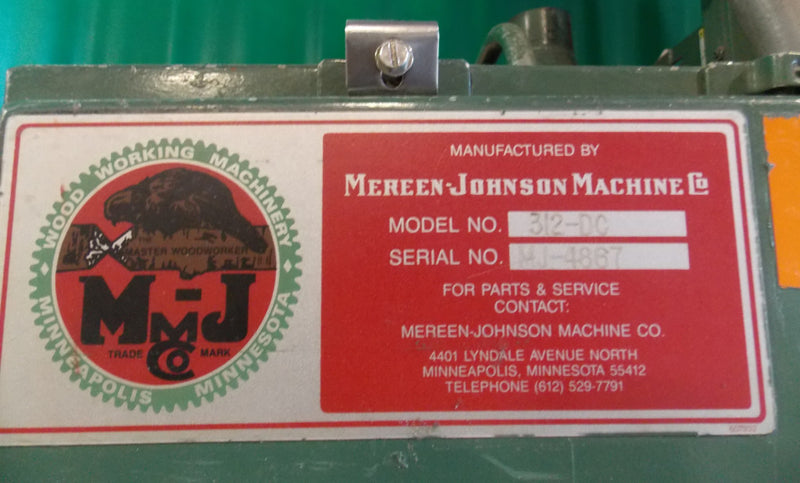 WOOD WORKING MACHINERY
THE
MASTER WOODWORKER
M-J
M
Co
TRADE MARK
MINNEAPOLIS MINNESOTA
MANUFACTURED BY
MEREEN-JOHNSON MACHINE Co
MODEL NO. 312-DC
SERIAL NO. MJ-4867
FOR PARTS & SERVICE
CONTACT:
MEREEN-JOHNSON MACHINE CO.
4401 LYNDALE AVENUE NORTH
MINNEAPOLIS, MINNESOTA 55412
TELEPHONE (612) 529-7791